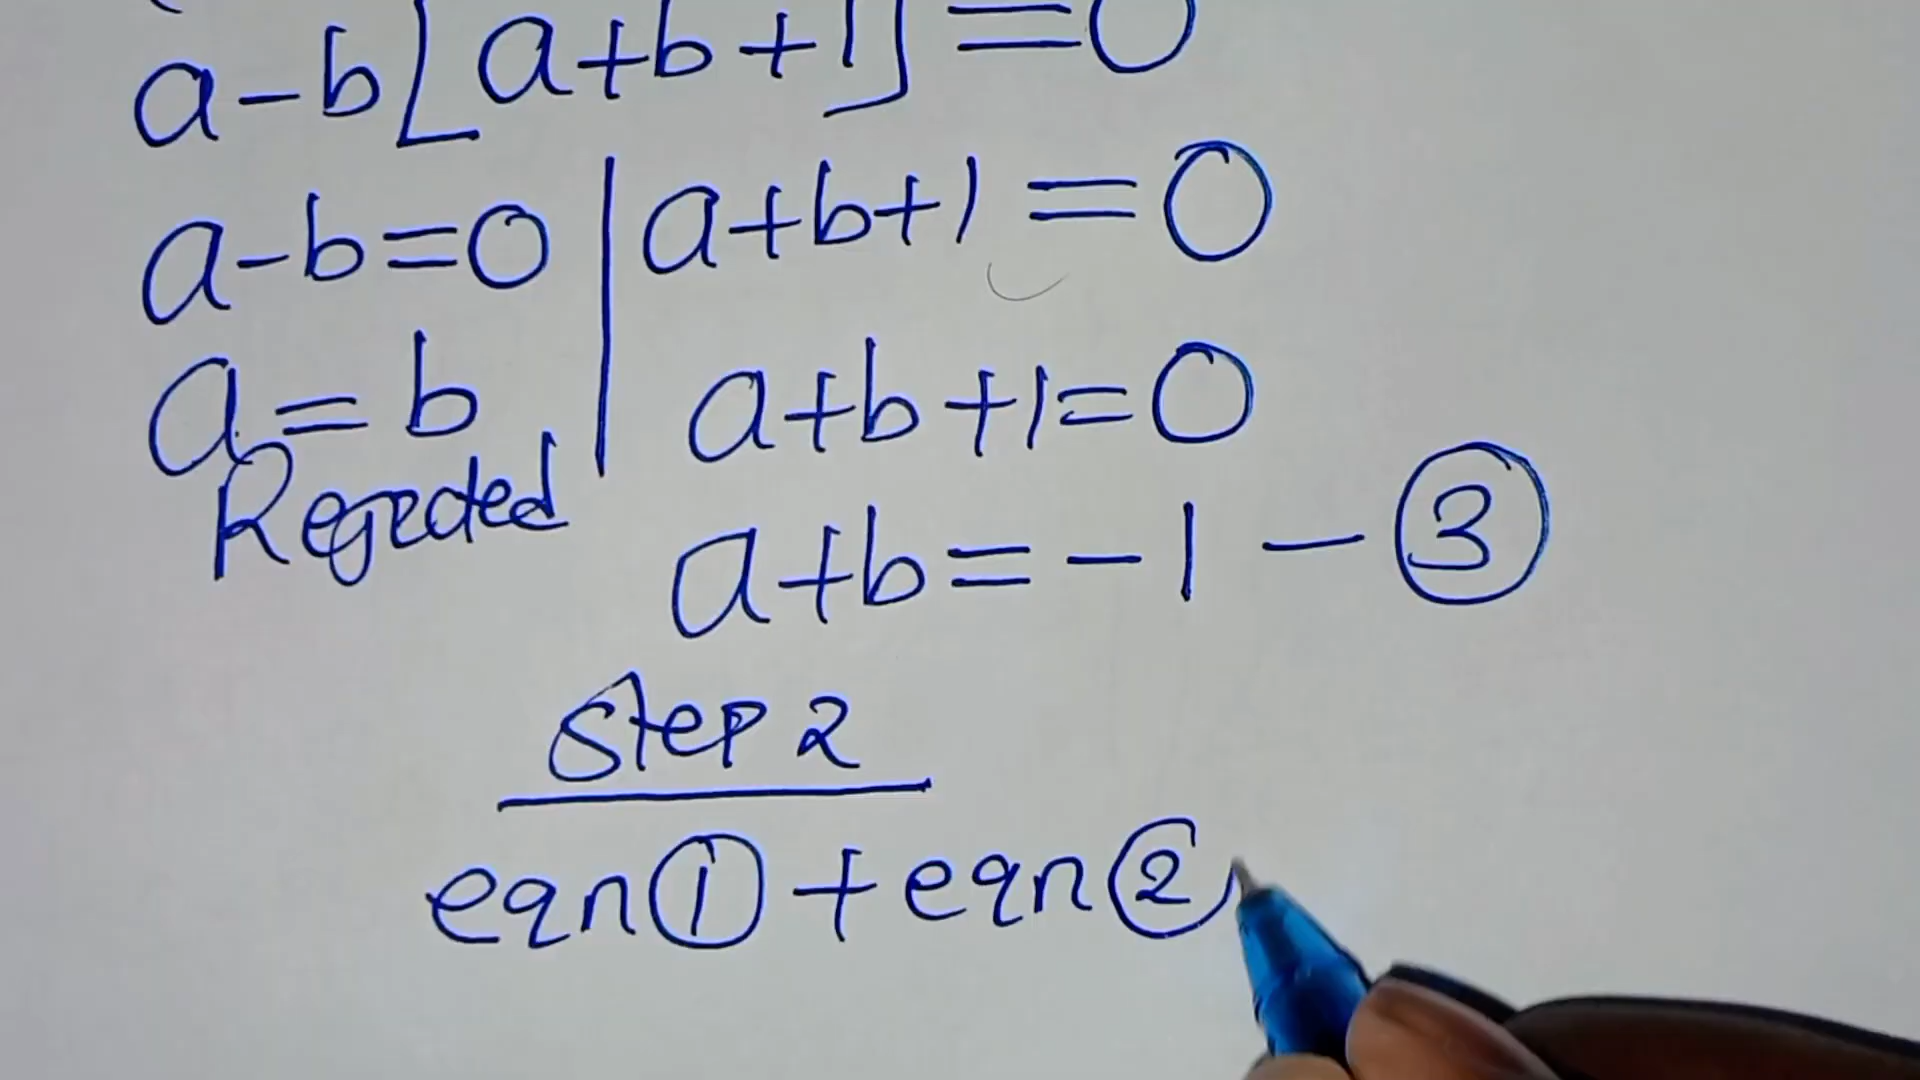 a-b[a+b+1]=0
a-b=0 | a+b+1=0
a=b a+b+1=0
Rejected
a+b=-1 - ③
Step 2
eqn① + eqn②